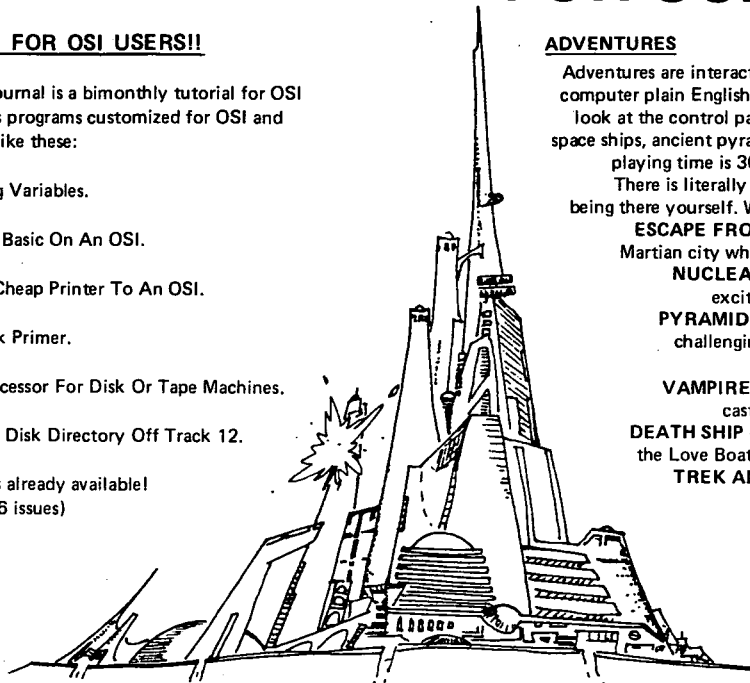 FOR OSI USERS!!
ournal is a bimonthly tutorial for OSI
s programs customized for OSI and
ike these:
g Variables.
Basic On An OSI.
Cheap Printer To An OSI.
k Primer.
cessor For Disk Or Tape Machines.
Disk Directory Off Track 12.
s already available!
6 issues)
ADVENTURES
Adventures are interact
computer plain English
look at the control pa
space ships, ancient pyra
playing time is 30
There is literally
being there yourself. W
ESCAPE FRO
Martian city wh
NUCLEA
excit
PYRAMID
challengin
VAMPIRE
cast
DEATH SHIP
the Love Boat
TREK AD